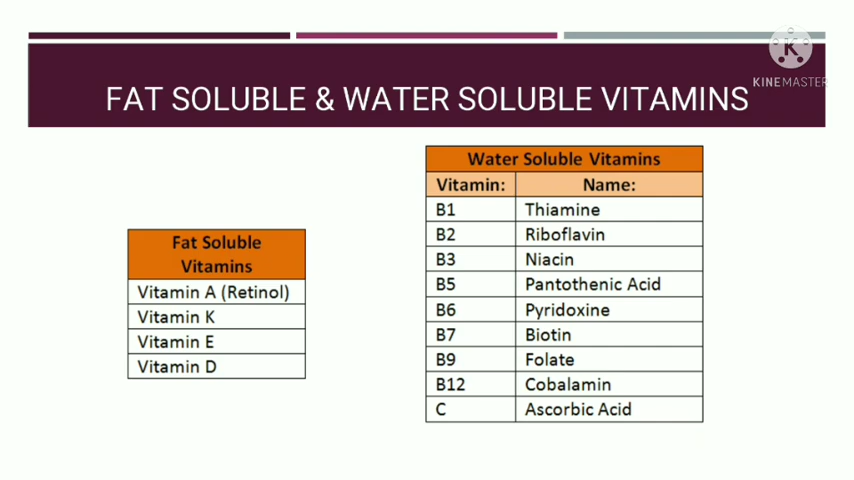 K
KINEMASTER
FAT SOLUBLE & WATER SOLUBLE VITAMINS
Fat Soluble
Vitamins
Vitamin A (Retinol)
Vitamin K
Vitamin E
Vitamin D
Water Soluble Vitamins
Vitamin: Name:
B1 Thiamine
B2 Riboflavin
B3 Niacin
B5 Pantothenic Acid
B6 Pyridoxine
B7 Biotin
B9 Folate
B12 Cobalamin
C Ascorbic Acid